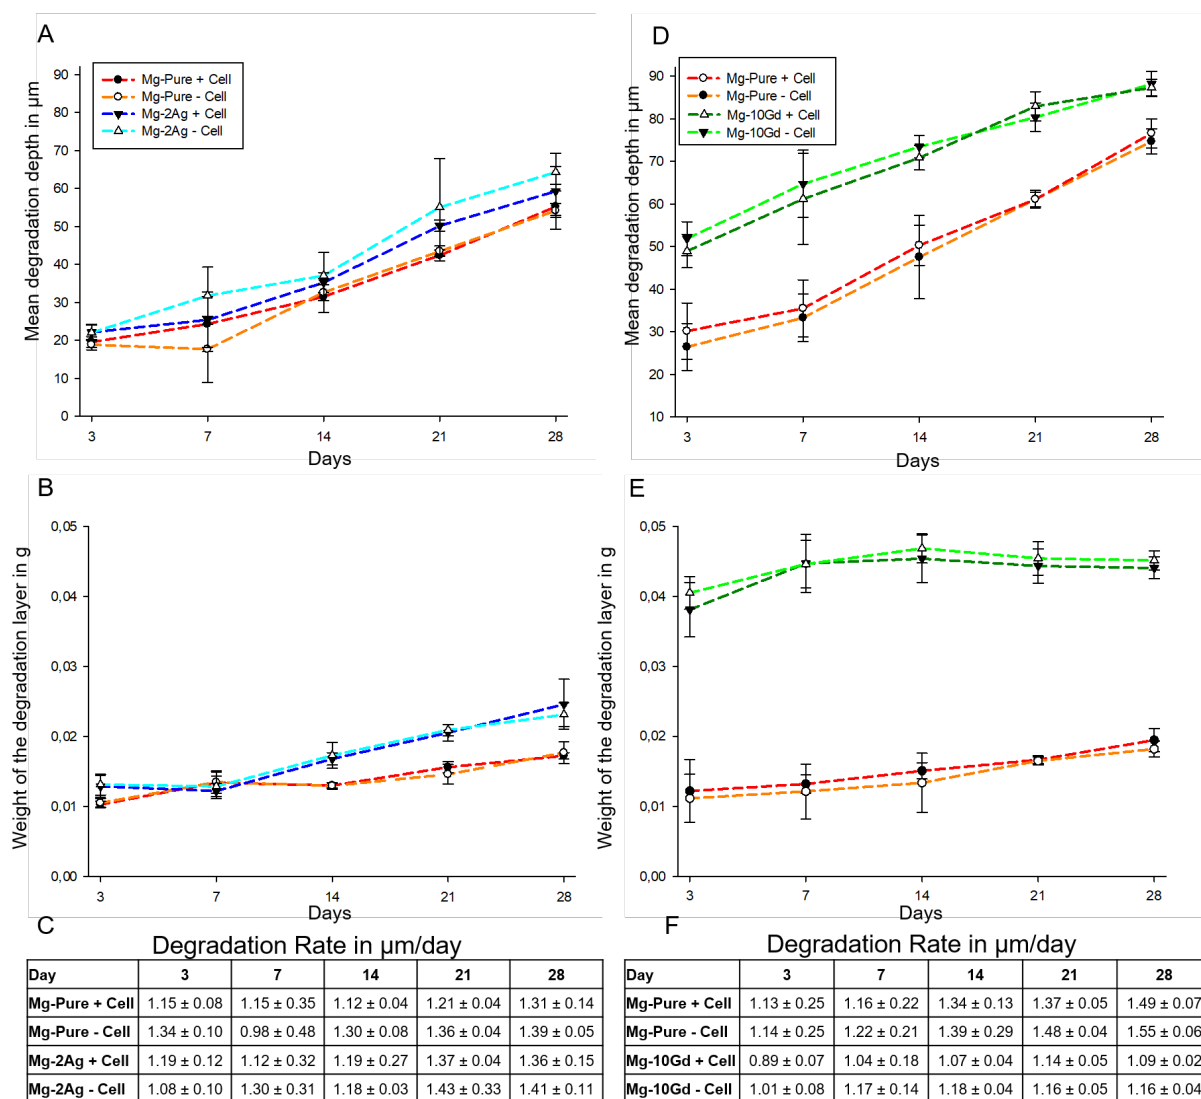 A
Mg-Pure + Cell
Mg-Pure - Cell
Mg-2Ag + Cell
Mg-2Ag - Cell
Mean degradation depth in µm
90
80
70
60
50
40
30
20
10
0
3 7 14 21 28
Days
D
Mg-Pure + Cell
Mg-Pure - Cell
Mg-10Gd + Cell
Mg-10Gd - Cell
Mean degradation depth in µm
90
80
70
60
50
40
30
20
10
3 7 14 21 28
Days
B
Weight of the degradation layer in g
0,05
0,04
0,03
0,02
0,01
0,00
3 7 14 21 28
Days
E
Weight of the degradation layer in g
0,05
0,04
0,03
0,02
0,01
0,00
3 7 14 21 28
Days
C
Degradation Rate in µm/day
Day 3 7 14 21 28
Mg-Pure + Cell 1.15 ± 0.08 1.15 ± 0.35 1.12 ± 0.04 1.21 ± 0.04 1.31 ± 0.14
Mg-Pure - Cell 1.34 ± 0.10 0.98 ± 0.48 1.30 ± 0.08 1.36 ± 0.04 1.39 ± 0.05
Mg-2Ag + Cell 1.19 ± 0.12 1.12 ± 0.32 1.19 ± 0.27 1.37 ± 0.04 1.36 ± 0.15
Mg-2Ag - Cell 1.08 ± 0.10 1.30 ± 0.31 1.18 ± 0.03 1.43 ± 0.33 1.41 ± 0.11
F
Degradation Rate in µm/day
Day 3 7 14 21 28
Mg-Pure + Cell 1.13 ± 0.25 1.16 ± 0.22 1.34 ± 0.13 1.37 ± 0.05 1.49 ± 0.07
Mg-Pure - Cell 1.14 ± 0.25 1.22 ± 0.21 1.39 ± 0.29 1.48 ± 0.04 1.55 ± 0.06
Mg-10Gd + Cell 0.89 ± 0.07 1.04 ± 0.18 1.07 ± 0.04 1.14 ± 0.05 1.09 ± 0.02
Mg-10Gd - Cell 1.01 ± 0.08 1.17 ± 0.14 1.18 ± 0.04 1.16 ± 0.05 1.16 ± 0.04